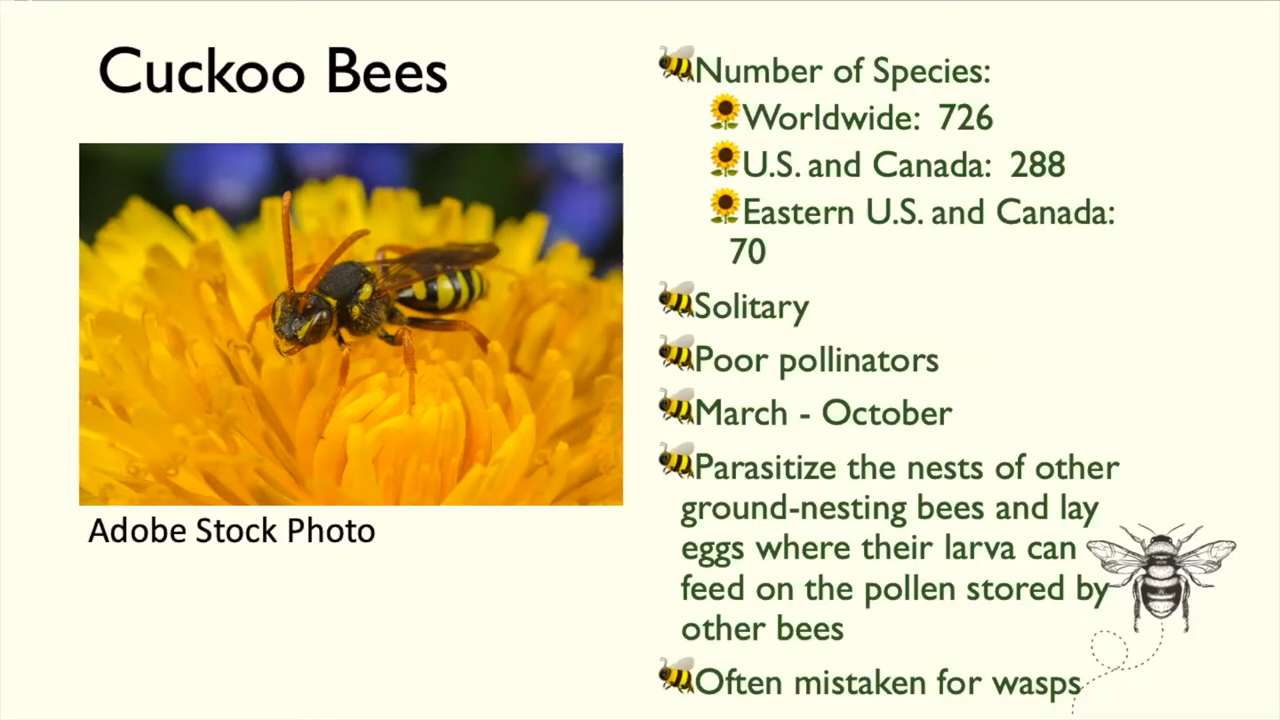 Cuckoo Bees
Adobe Stock Photo
Number of Species:
Worldwide: 726
U.S. and Canada: 288
Eastern U.S. and Canada:
70
Solitary
Poor pollinators
March - October
Parasitize the nests of other
ground-nesting bees and lay
eggs where their larva can
feed on the pollen stored by
other bees
Often mistaken for wasps